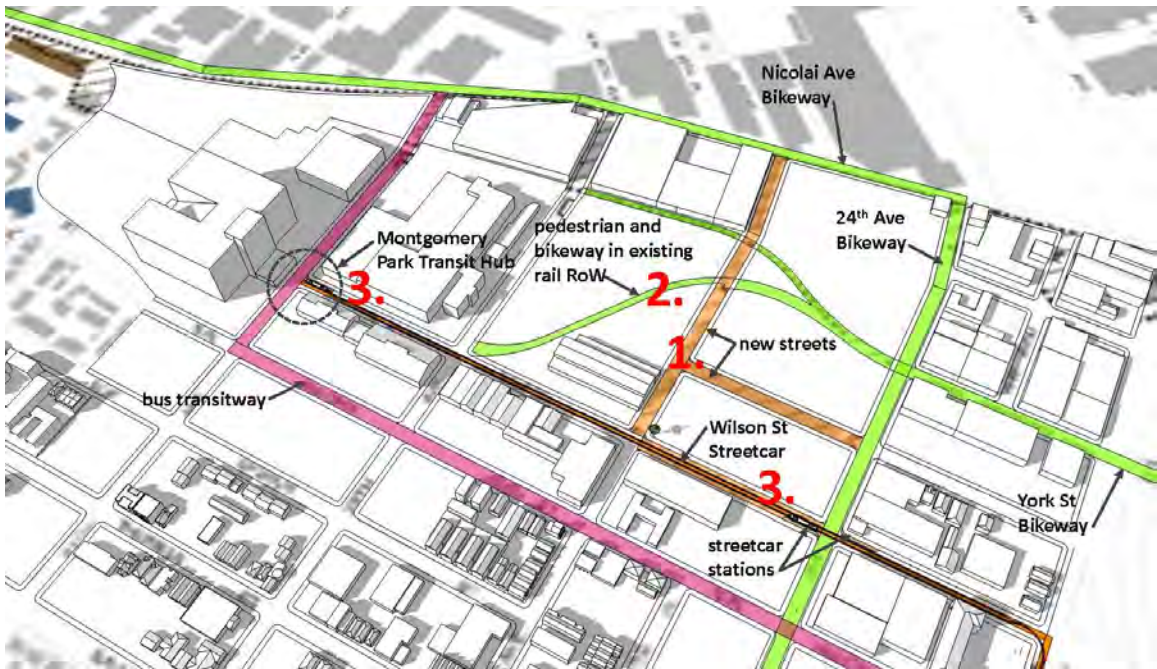 Nicolai Ave
Bikeway
24th Ave
Bikeway
pedestrian and
bikeway in existing
rail RoW
Montgomery
Park Transit Hub
3.
2.
1.
new streets
bus transitway
Wilson St
Streetcar
3.
York St
Bikeway
streetcar
stations